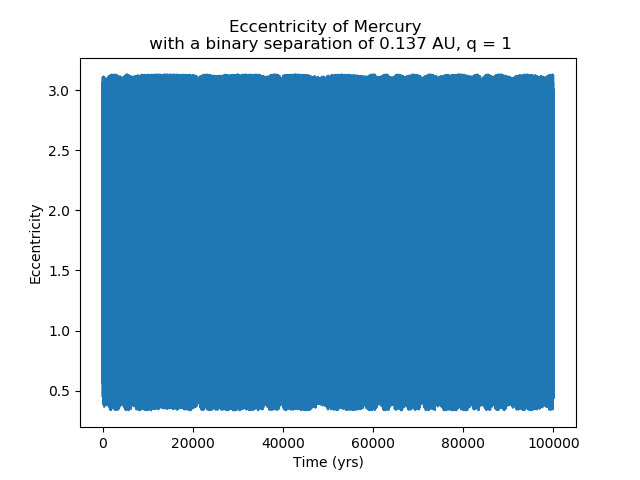 Eccentricity of Mercury
with a binary separation of 0.137 AU, q = 1
3.0
2.5
2.0
1.5
1.0
0.5
Eccentricity
0 20000 40000 60000 80000 100000
Time (yrs)